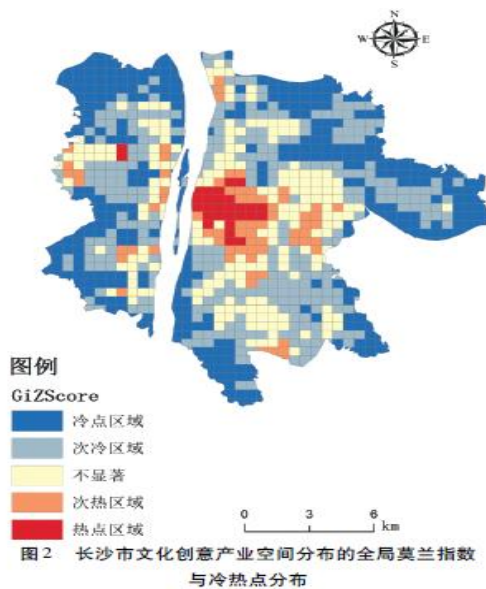 N
W E
S
图例
GiZScore
冷点区域
次冷区域
不显著
次热区域
热点区域
0 3 6
km
图2 长沙市文化创意产业空间分布的全局莫兰指数
与冷热点分布